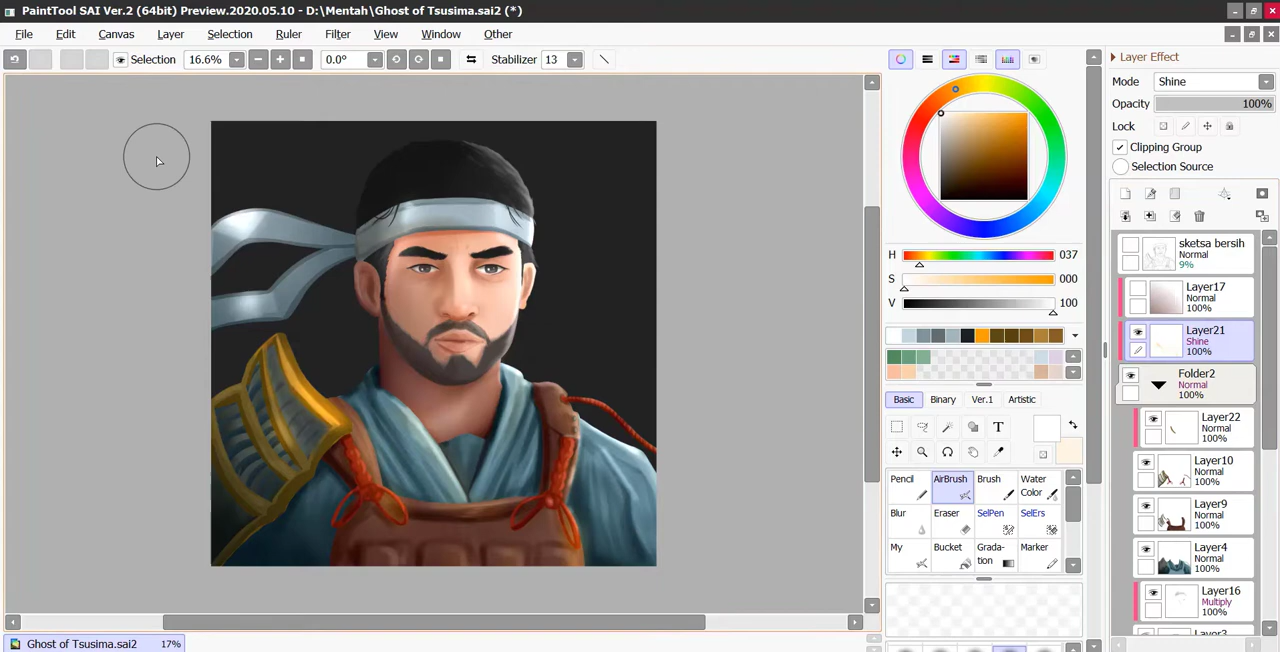 PaintTool SAI Ver.2 (64bit) Preview.2020.05.10 - D:\Mentah\Ghost of Tsusima.sai2 (*)
File Edit Canvas Layer Selection Ruler Filter View Window Other
Selection 16.6% 0.0° Stabilizer 13
Layer Effect
Mode Shine
Opacity 100%
Lock
Clipping Group
Selection Source
sketsa bersih
Normal
9%
Layer17
Normal
100%
Layer21
Shine
100%
Folder2
Normal
100%
Layer22
Normal
100%
Layer10
Normal
100%
Layer9
Normal
100%
Layer4
Normal
100%
Layer16
Multiply
100%
H 037
S 000
V 100
Basic Binary Ver.1 Artistic
T
Pencil AirBrush Brush Water Color
Blur Eraser SelPen SelErs
My Bucket Grada-tion Marker
Ghost of Tsusima.sai2 17%